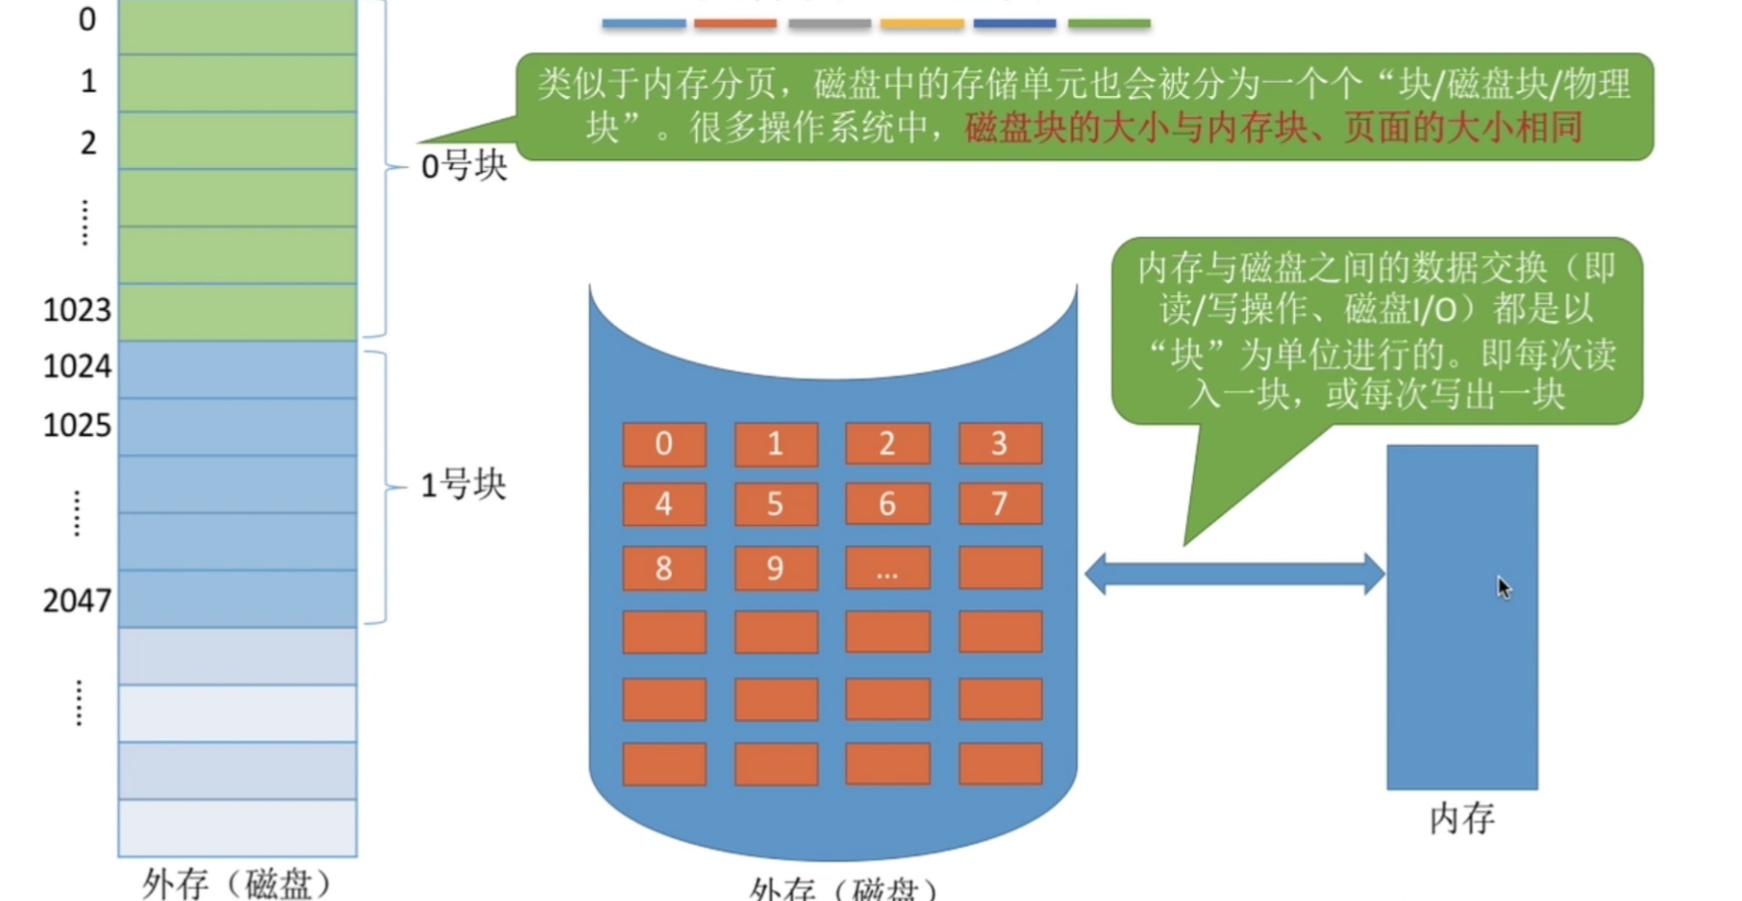 0
1
2
……
1023
1024
1025
……
2047
……
外存（磁盘）
0号块
1号块
类似于内存分页，磁盘中的存储单元也会被分为一个个“块/磁盘块/物理
块”。很多操作系统中，磁盘块的大小与内存块、页面的大小相同
内存与磁盘之间的数据交换（即
读/写操作、磁盘I/O）都是以
“块”为单位进行的。即每次读
入一块，或每次写出一块
0 1 2 3
4 5 6 7
8 9 ...
外存（磁盘）
内存